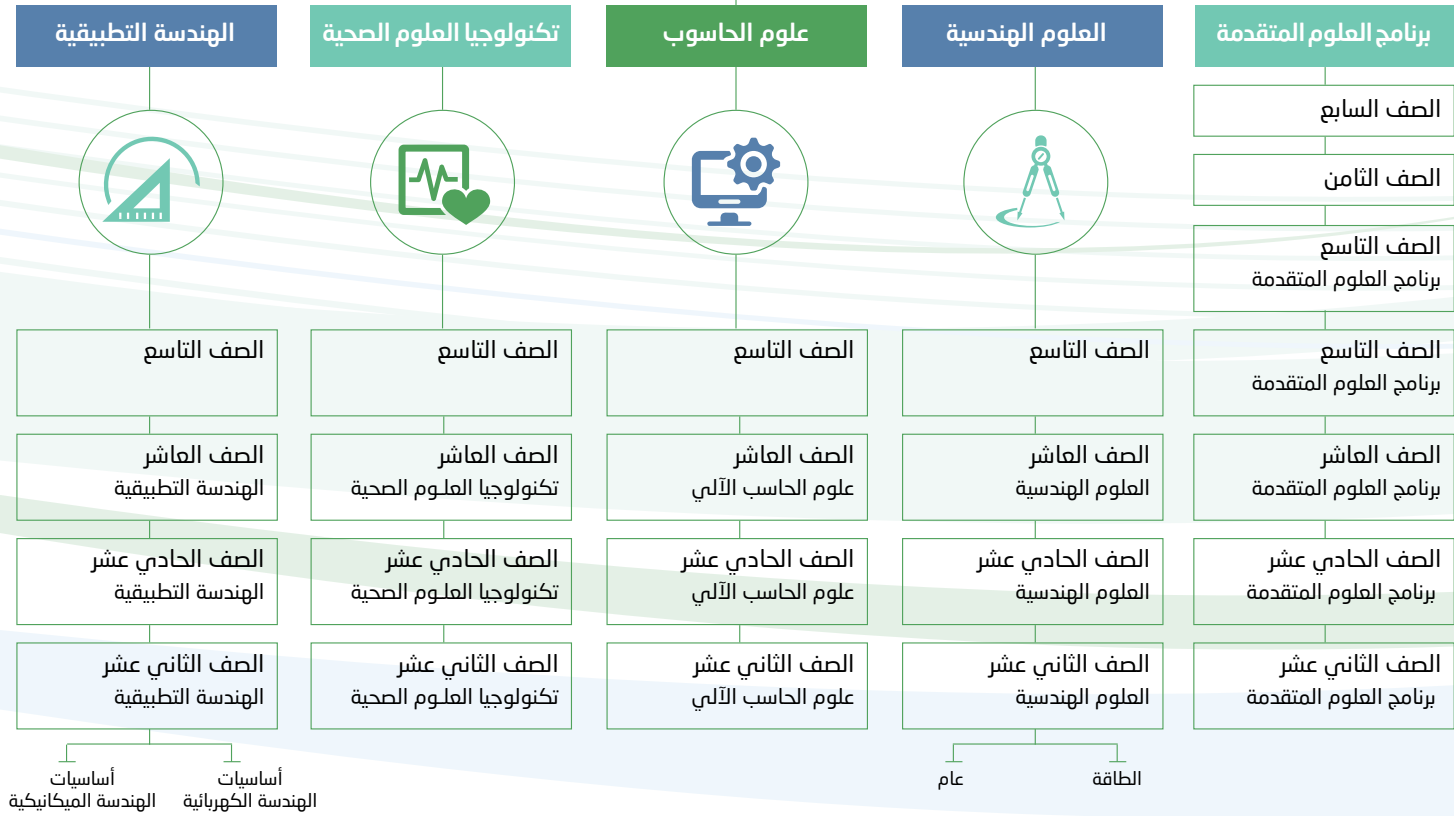 برنامج العلوم المتقدمة
العلوم الهندسية
علوم الحاسوب
تكنولوجيا العلوم الصحية
الهندسة التطبيقية
الصف السابع
الصف الثامن
الصف التاسع
برنامج العلوم المتقدمة
الصف التاسع
برنامج العلوم المتقدمة
الصف التاسع
الصف التاسع
الصف التاسع
الصف التاسع
الصف العاشر
برنامج العلوم المتقدمة
الصف العاشر
العلوم الهندسية
الصف العاشر
علوم الحاسب الآلي
الصف العاشر
تكنولوجيا العلـوم الصحية
الصف العاشر
الهندسة التطبيقية
الصف الحادي عشر
برنامج العلوم المتقدمة
الصف الحادي عشر
العلوم الهندسية
الصف الحادي عشر
علوم الحاسب الآلي
الصف الحادي عشر
تكنولوجيا العلـوم الصحية
الصف الحادي عشر
الهندسة التطبيقية
الصف الثاني عشر
برنامج العلوم المتقدمة
الصف الثاني عشر
العلوم الهندسية
الصف الثاني عشر
علوم الحاسب الآلي
الصف الثاني عشر
تكنولوجيا العلـوم الصحية
الصف الثاني عشر
الهندسة التطبيقية
الطاقة
عام
أساسيات
الهندسة الكهربائية
أساسيات
الهندسة الميكانيكية